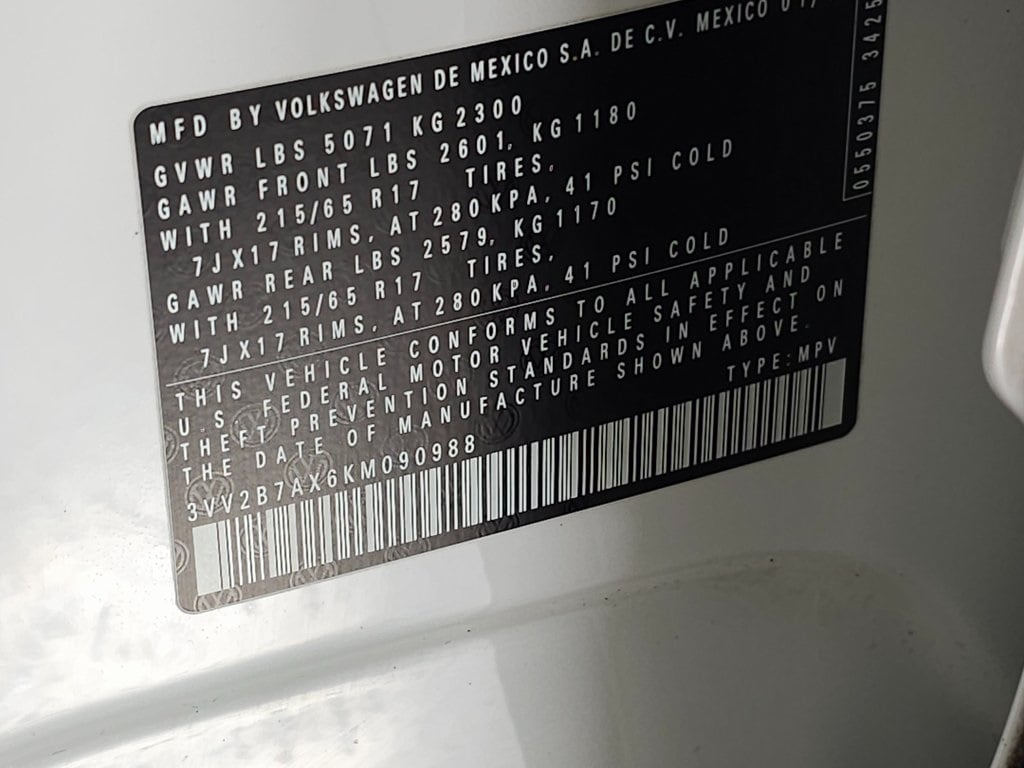 MFD BY VOLKSWAGEN DE MEXICO S.A. DE C.V. MEXICO 01/
GVWR LBS 5071 KG 2300
GAWR FRONT LBS 2601, KG 1180
WITH 215/65 R17 TIRES,
7JX17 RIMS, AT 280 KPA, 41 PSI COLD
GAWR REAR LBS 2579, KG 1170
WITH 215/65 R17 TIRES,
7JX17 RIMS, AT 280 KPA, 41 PSI COLD
THIS VEHICLE CONFORMS TO ALL APPLICABLE
U.S. FEDERAL MOTOR VEHICLE SAFETY AND
THEFT PREVENTION STANDARDS IN EFFECT ON
THE DATE OF MANUFACTURE SHOWN ABOVE.
TYPE: MPV
3VV2B7AX6KM090988
0550375 3425